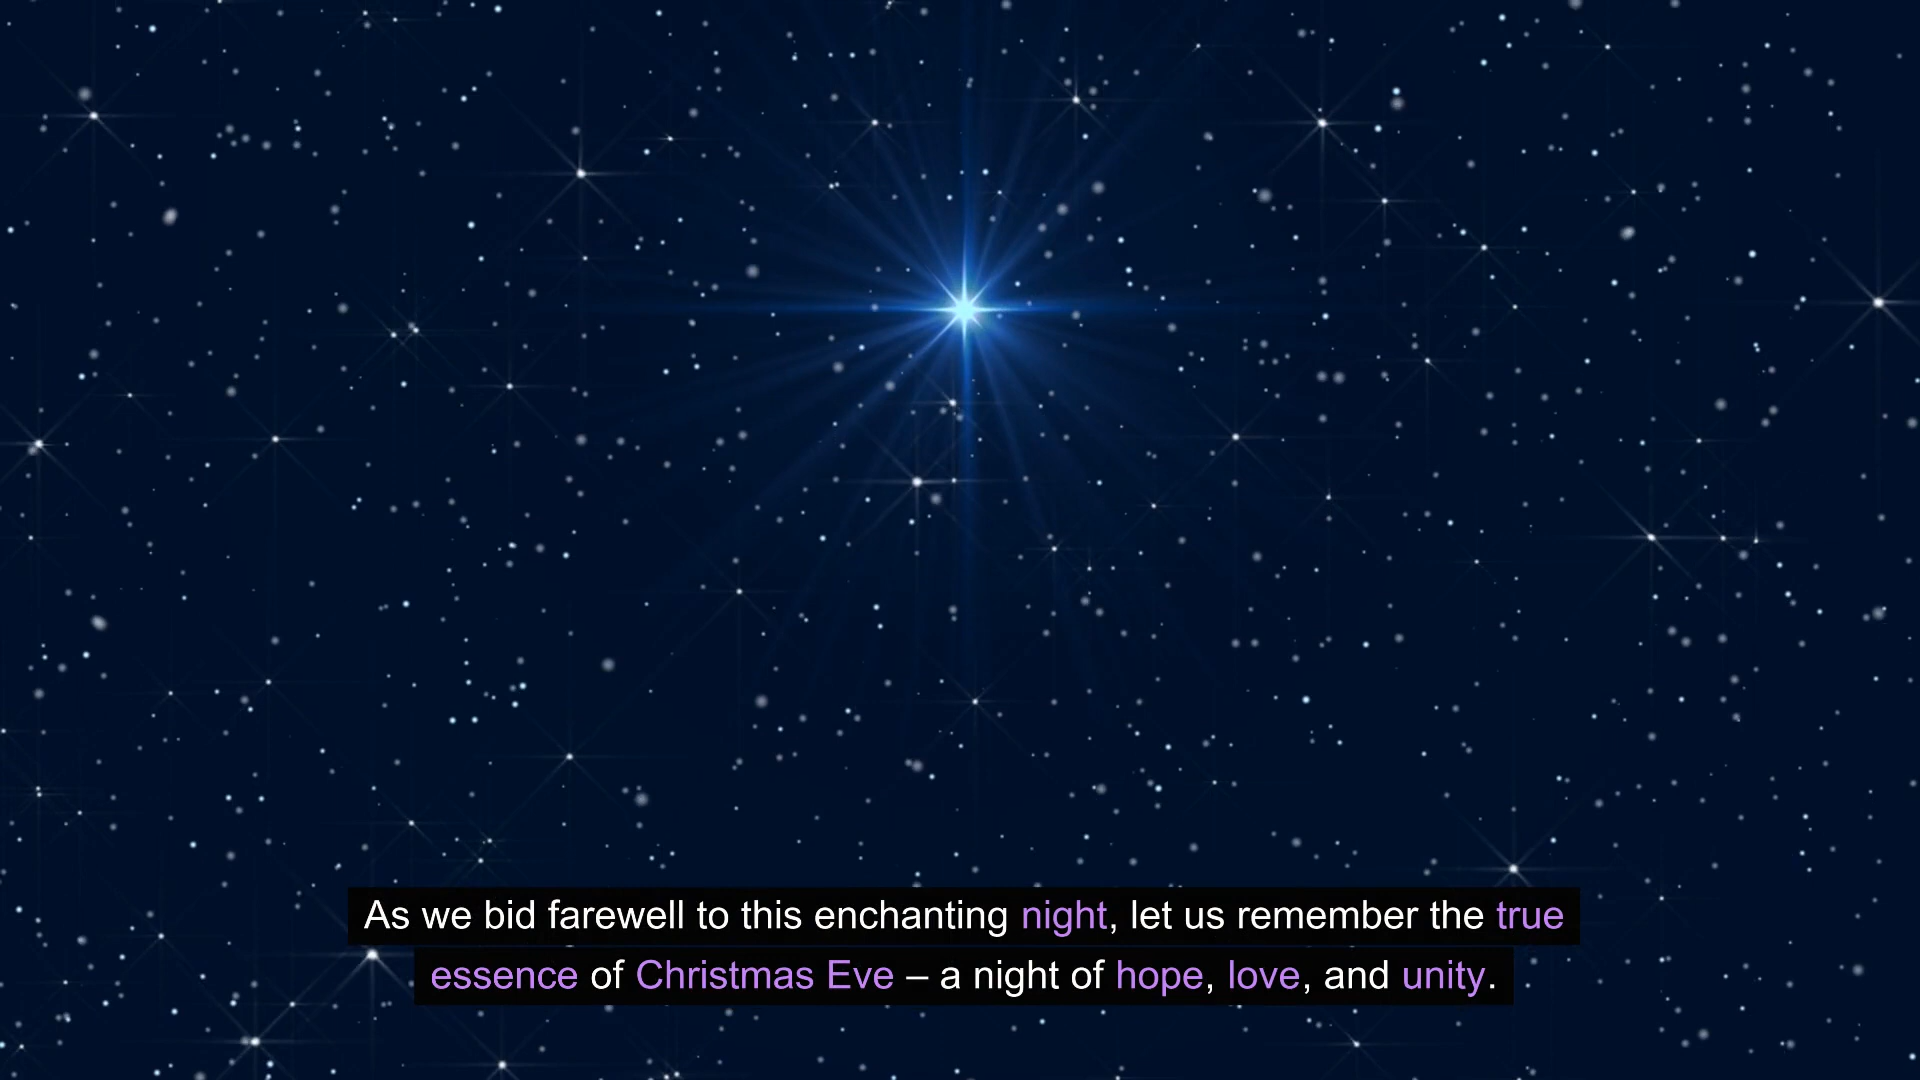 As we bid farewell to this enchanting night, let us remember the true
essence of Christmas Eve – a night of hope, love, and unity.